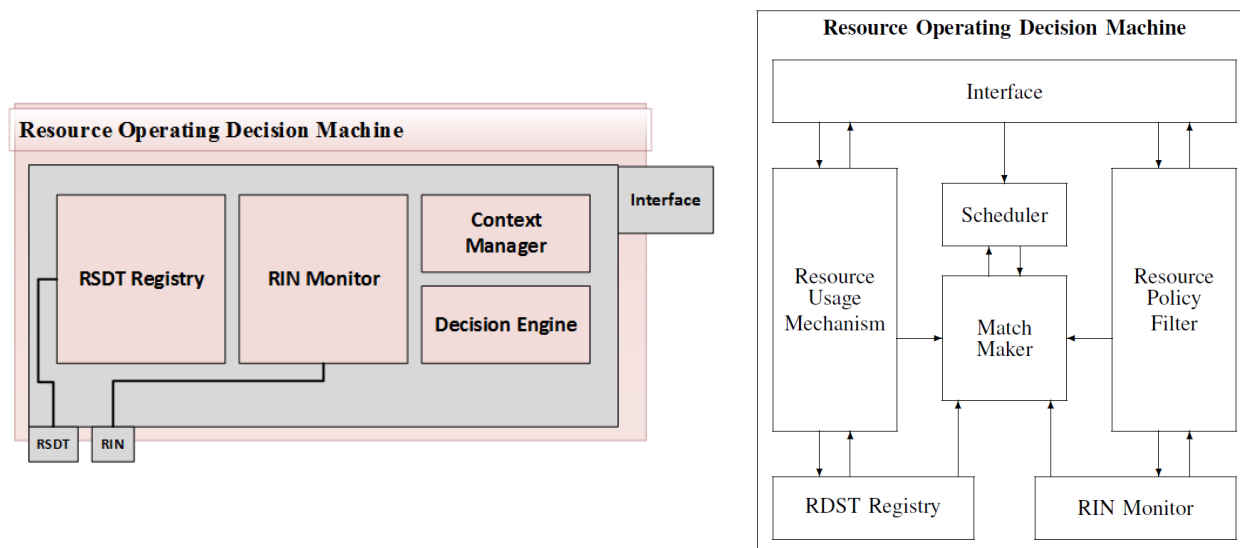 Resource Operating Decision Machine
Interface
RSDT Registry
RIN Monitor
Context
Manager
Decision Engine
RSDT
RIN
Resource Operating Decision Machine
Interface
Scheduler
Resource
Usage
Mechanism
Match
Maker
Resource
Policy
Filter
RDST Registry
RIN Monitor